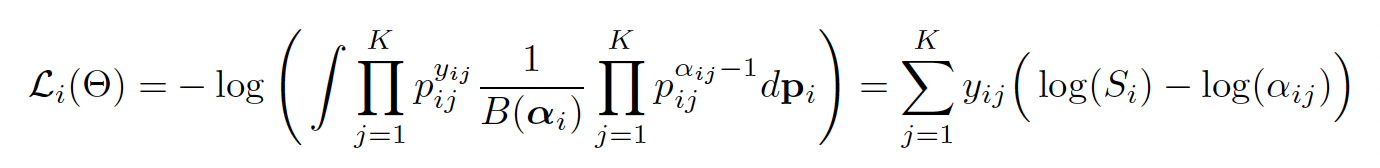 $$\mathcal{L}_i(\Theta) = -\log\left(\int \prod_{j=1}^{K} p_{ij}^{y_{ij}} \frac{1}{B(\boldsymbol{\alpha}_i)} \prod_{j=1}^{K} p_{ij}^{\alpha_{ij}-1} d\mathbf{p}_i\right) = \sum_{j=1}^{K} y_{ij}\Big(\log(S_i) - \log(\alpha_{ij})\Big)$$